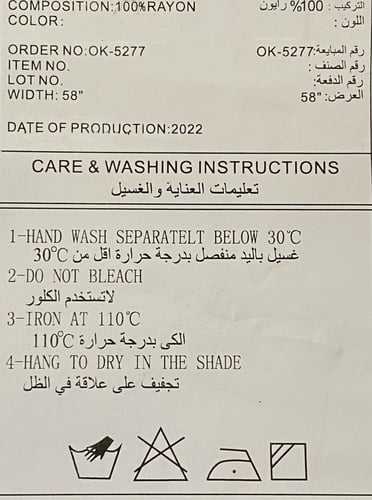 COMPOSITION:100%RAYON التركيب : 100% رايون
COLOR: اللون :
ORDER NO:OK-5277 رقم المبايعة: OK-5277
ITEM NO. رقم الصنف :
LOT NO. رقم الدفعة:
WIDTH: 58" العرض: "58
DATE OF PRODUCTION:2022
CARE & WASHING INSTRUCTIONS
تعليمات العناية والغسيل
1-HAND WASH SEPARATELT BELOW 30℃
غسيل باليد منفصل بدرجة حرارة اقل من 30℃
2-DO NOT BLEACH
لاتستخدم الكلور
3-IRON AT 110℃
الكى بدرجة حرارة 110℃
4-HANG TO DRY IN THE SHADE
تجفيف على علاقة في الظل